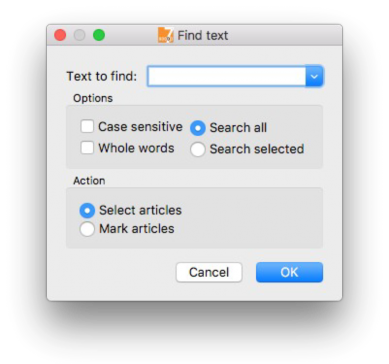 Find text
Text to find:
Options
Case sensitive Search all
Whole words Search selected
Action
Select articles
Mark articles
Cancel OK